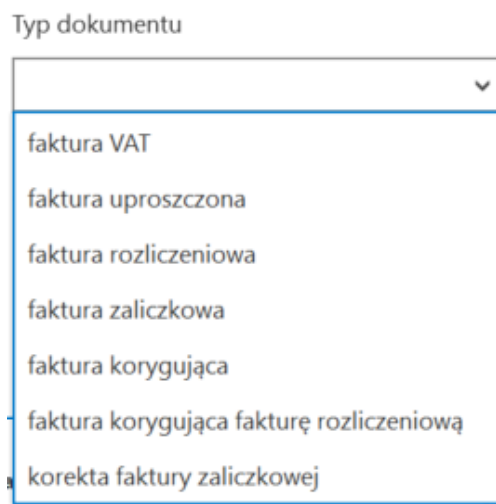 Typ dokumentu
faktura VAT
faktura uproszczona
faktura rozliczeniowa
faktura zaliczkowa
faktura korygująca
faktura korygująca fakturę rozliczeniową
korekta faktury zaliczkowej